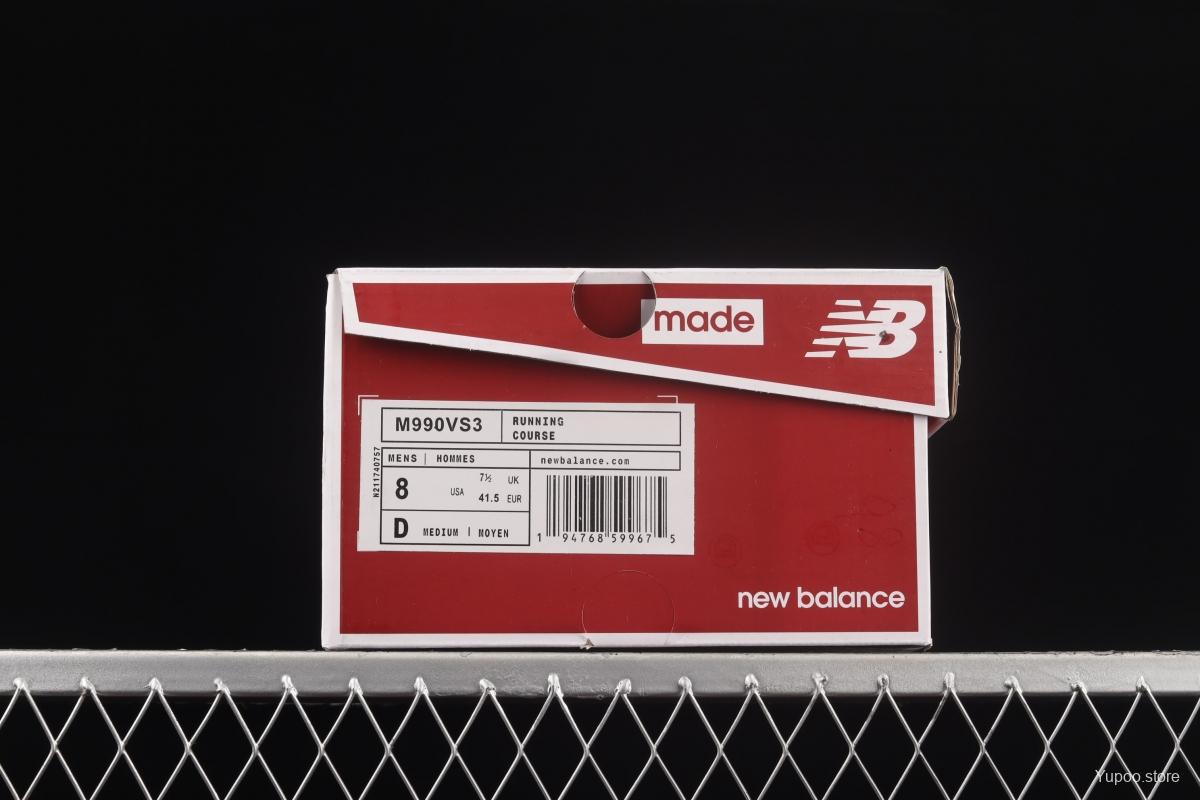 made
NB
M990VS3
RUNNING
COURSE
MENS | HOMMES
newbalance.com
N211740757
8
USA
7½ UK
41.5 EUR
D MEDIUM | MOYEN
1 94768 59967 5
new balance
Yupoo.store